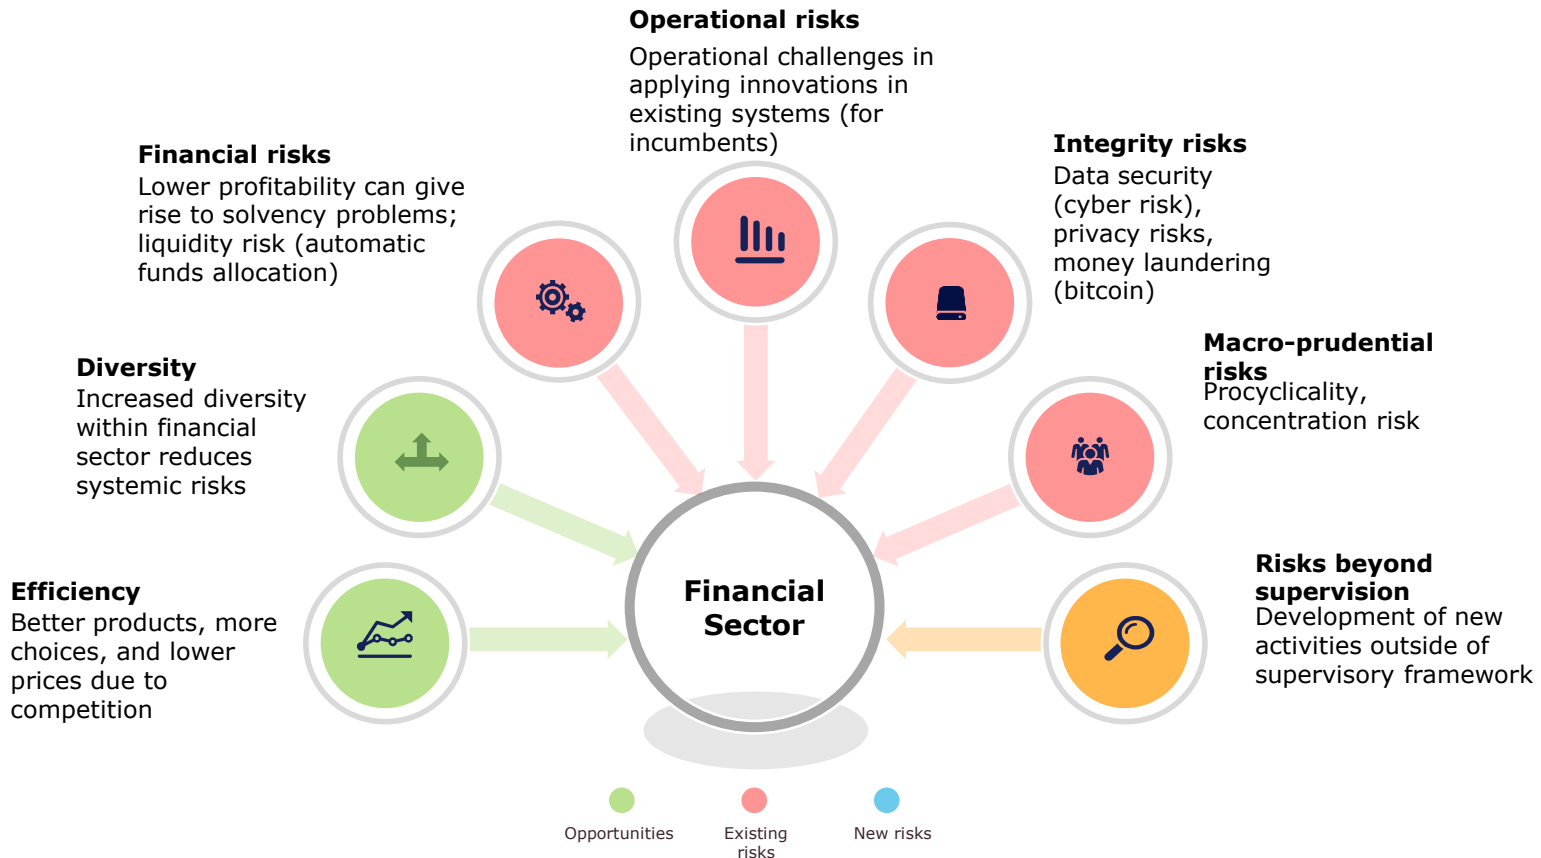 Operational risks
Operational challenges in
applying innovations in
existing systems (for
incumbents)
Financial risks
Lower profitability can give
rise to solvency problems;
liquidity risk (automatic
funds allocation)
Integrity risks
Data security
(cyber risk),
privacy risks,
money laundering
(bitcoin)
Diversity
Increased diversity
within financial
sector reduces
systemic risks
Macro-prudential
risks
Procyclicality,
concentration risk
Efficiency
Better products, more
choices, and lower
prices due to
competition
Financial
Sector
Risks beyond
supervision
Development of new
activities outside of
supervisory framework
Opportunities
Existing
risks
New risks